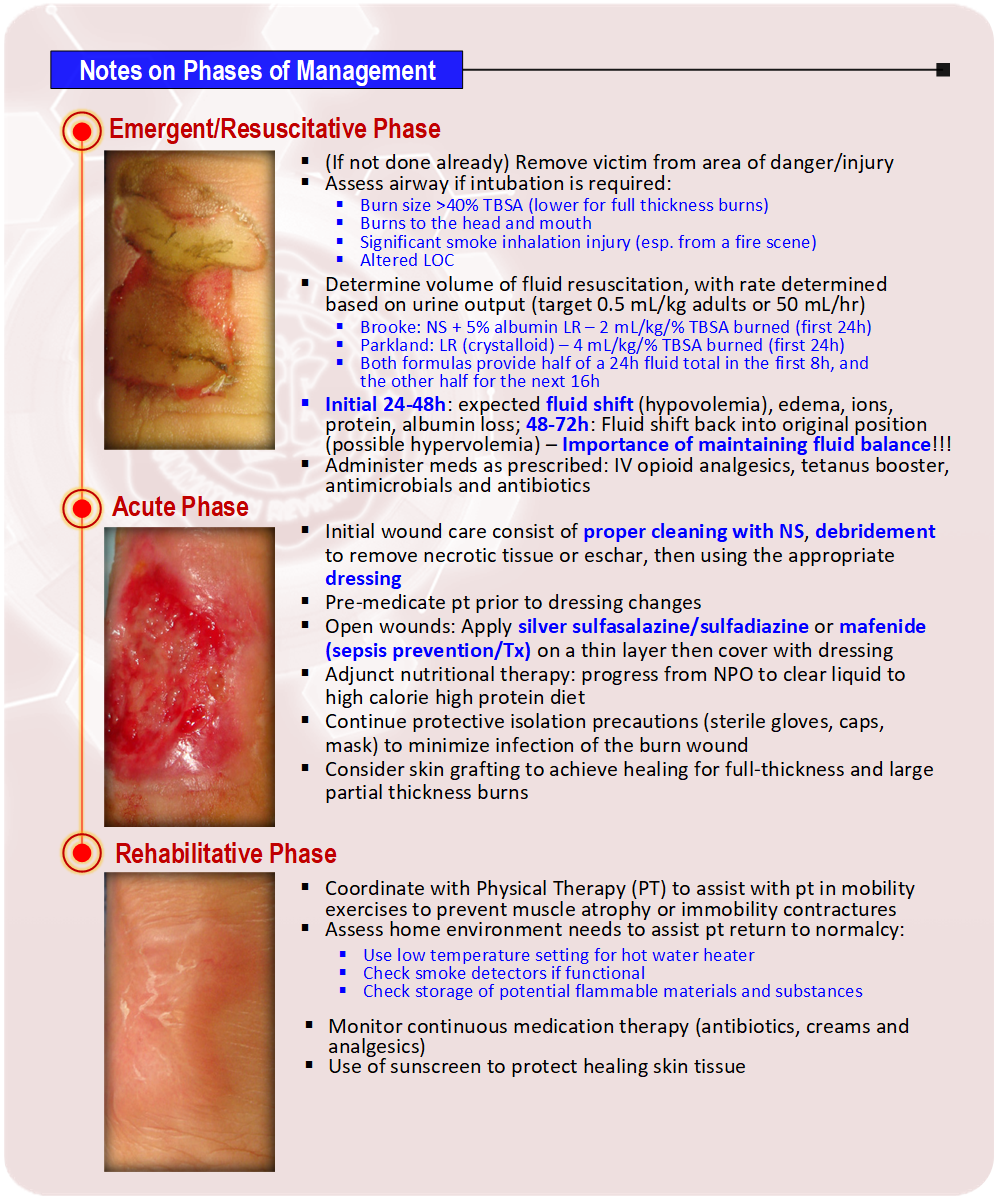 Notes on Phases of Management
Emergent/Resuscitative Phase
▪ (If not done already) Remove victim from area of danger/injury
▪ Assess airway if intubation is required:
▪ Burn size >40% TBSA (lower for full thickness burns)
▪ Burns to the head and mouth
▪ Significant smoke inhalation injury (esp. from a fire scene)
▪ Altered LOC
▪ Determine volume of fluid resuscitation, with rate determined
based on urine output (target 0.5 mL/kg adults or 50 mL/hr)
▪ Brooke: NS + 5% albumin LR – 2 mL/kg/% TBSA burned (first 24h)
▪ Parkland: LR (crystalloid) – 4 mL/kg/% TBSA burned (first 24h)
▪ Both formulas provide half of a 24h fluid total in the first 8h, and
the other half for the next 16h
▪ Initial 24-48h: expected fluid shift (hypovolemia), edema, ions,
protein, albumin loss; 48-72h: Fluid shift back into original position
(possible hypervolemia) – Importance of maintaining fluid balance!!!
▪ Administer meds as prescribed: IV opioid analgesics, tetanus booster,
antimicrobials and antibiotics
Acute Phase
▪ Initial wound care consist of proper cleaning with NS, debridement
to remove necrotic tissue or eschar, then using the appropriate
dressing
▪ Pre-medicate pt prior to dressing changes
▪ Open wounds: Apply silver sulfasalazine/sulfadiazine or mafenide
(sepsis prevention/Tx) on a thin layer then cover with dressing
▪ Adjunct nutritional therapy: progress from NPO to clear liquid to
high calorie high protein diet
▪ Continue protective isolation precautions (sterile gloves, caps,
mask) to minimize infection of the burn wound
▪ Consider skin grafting to achieve healing for full-thickness and large
partial thickness burns
Rehabilitative Phase
▪ Coordinate with Physical Therapy (PT) to assist with pt in mobility
exercises to prevent muscle atrophy or immobility contractures
▪ Assess home environment needs to assist pt return to normalcy:
▪ Use low temperature setting for hot water heater
▪ Check smoke detectors if functional
▪ Check storage of potential flammable materials and substances
▪ Monitor continuous medication therapy (antibiotics, creams and
analgesics)
▪ Use of sunscreen to protect healing skin tissue